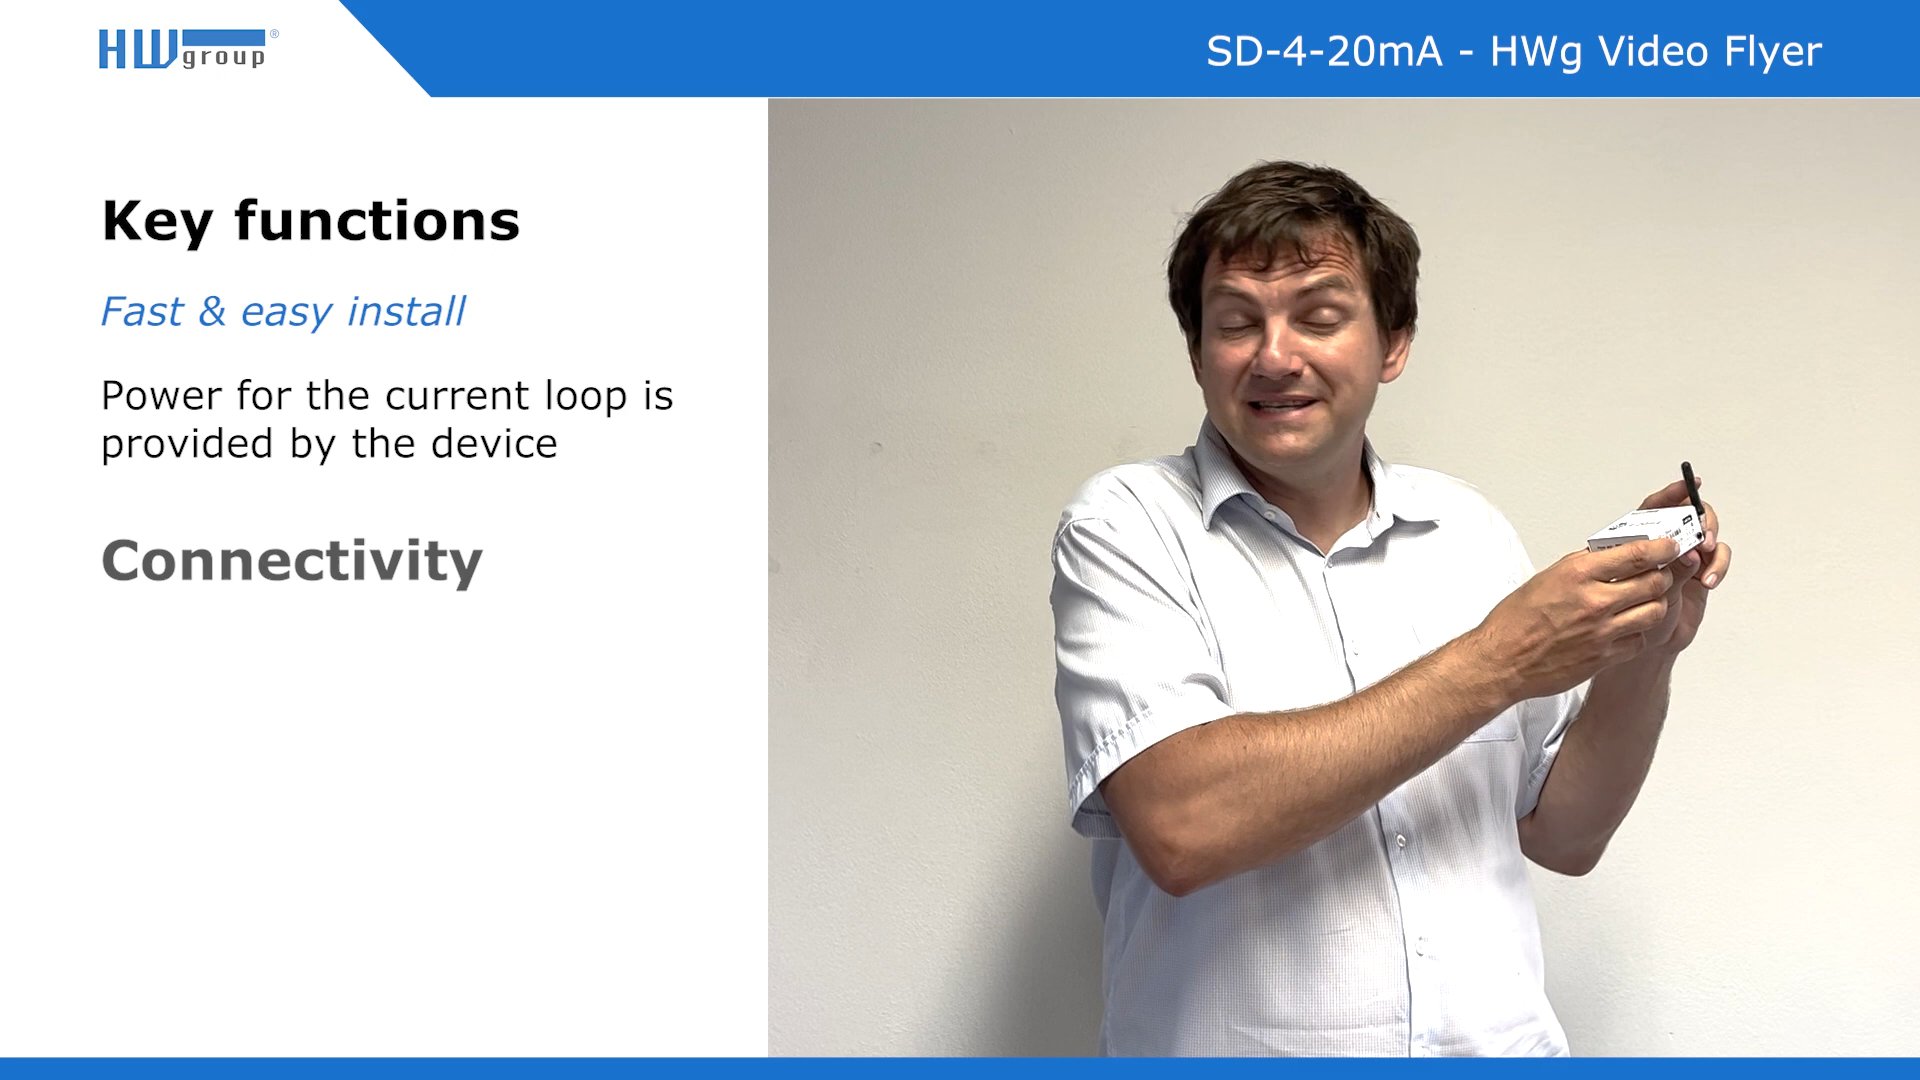 HW group ®
SD-4-20mA - HWg Video Flyer
Key functions
Fast & easy install
Power for the current loop is
provided by the device
Connectivity